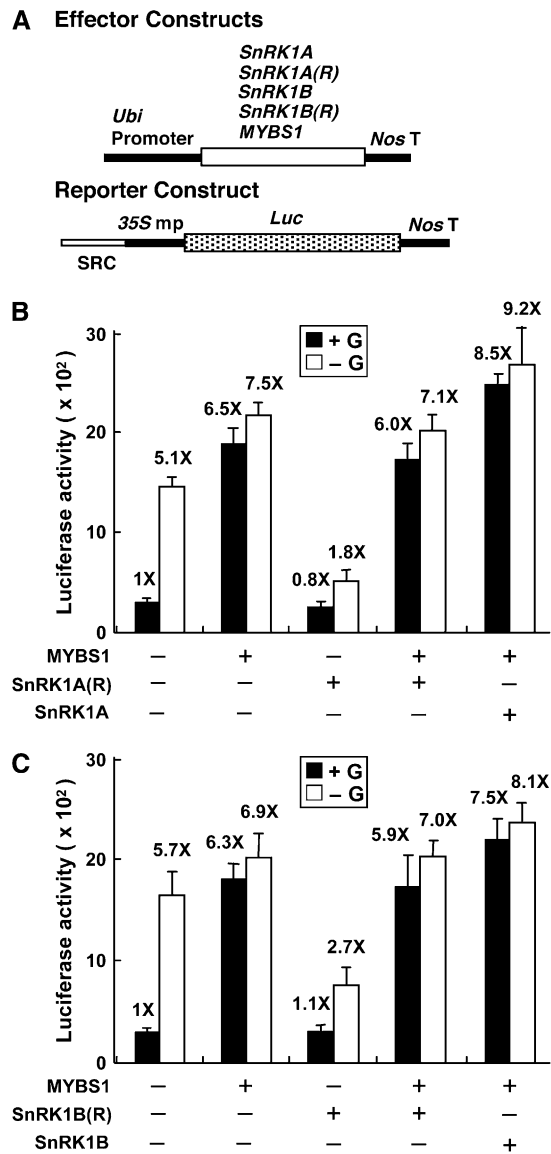 A Effector Constructs
SnRK1A
SnRK1A(R)
SnRK1B
SnRK1B(R)
MYBS1
Ubi
Promoter
Nos T
Reporter Construct
35S mp
Luc
Nos T
SRC
B
Luciferase activity ( x 10²)
30
20
10
0
+ G
– G
1X
5.1X
6.5X
7.5X
0.8X
1.8X
6.0X
7.1X
8.5X
9.2X
MYBS1 – + – + +
SnRK1A(R) – – + + –
SnRK1A – – – – +
C
Luciferase activity ( x 10²)
30
20
10
0
+ G
– G
1X
5.7X
6.3X
6.9X
1.1X
2.7X
5.9X
7.0X
7.5X
8.1X
MYBS1 – + – + +
SnRK1B(R) – – + + –
SnRK1B – – – – +